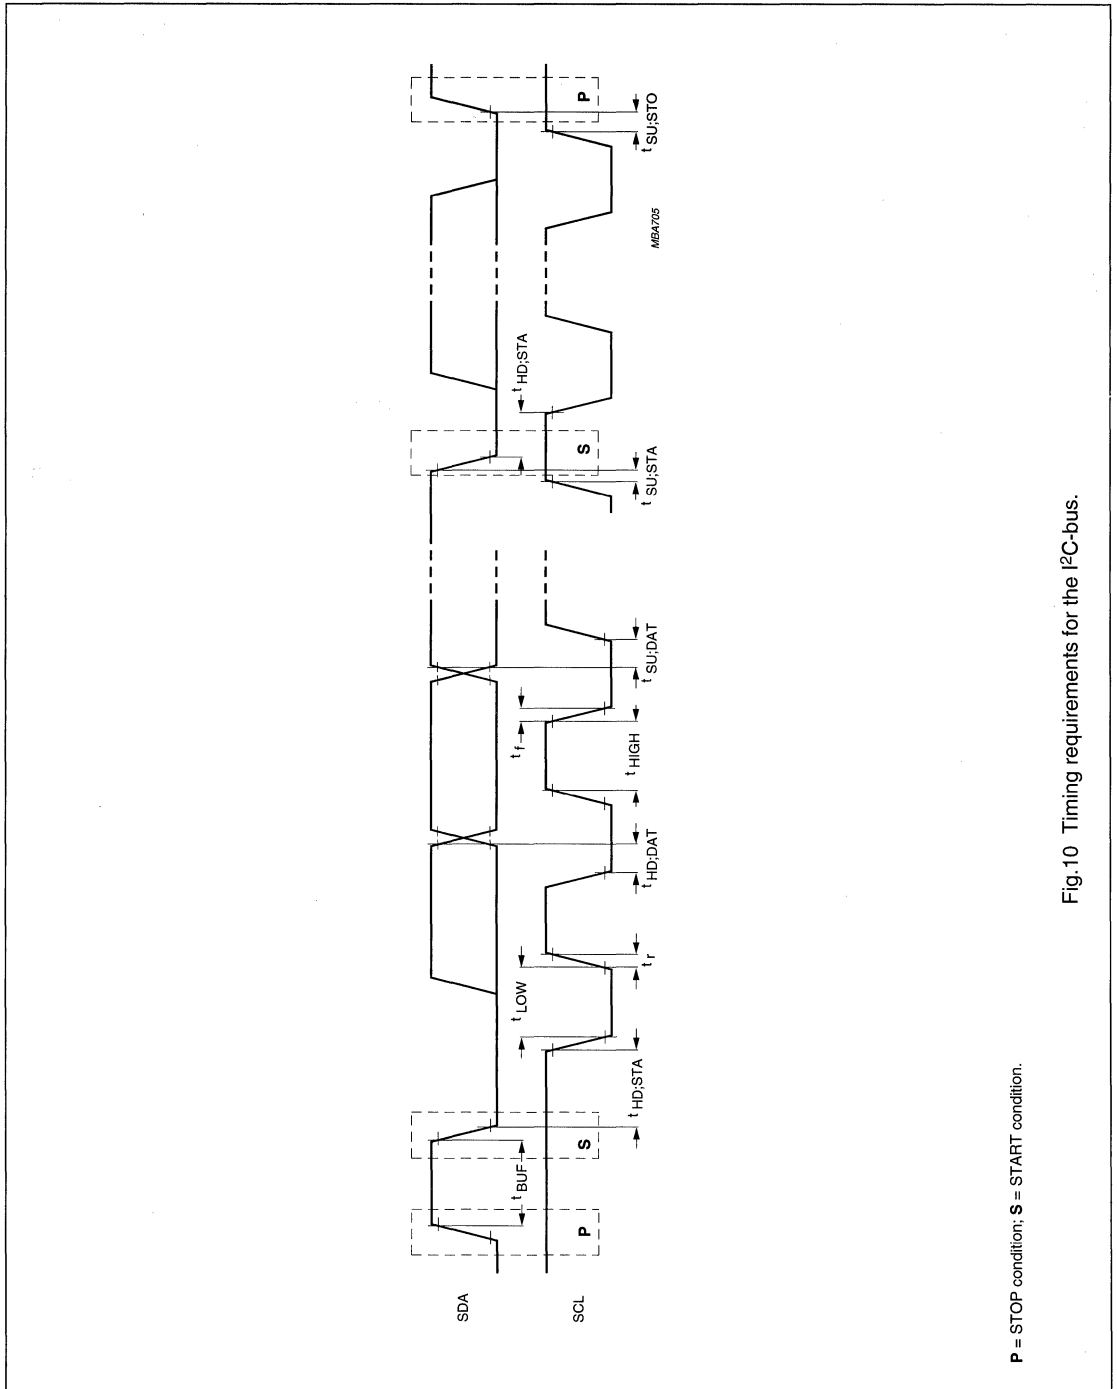 SDA
SCL
P
S
S
P
t BUF
t LOW
t f
t HD;STA
t HD;STA
t r
t HD;DAT
t HIGH
t SU;DAT
t SU;STA
t SU;STO
MBA705
P = STOP condition; S = START condition.
Fig.10 Timing requirements for the I²C-bus.